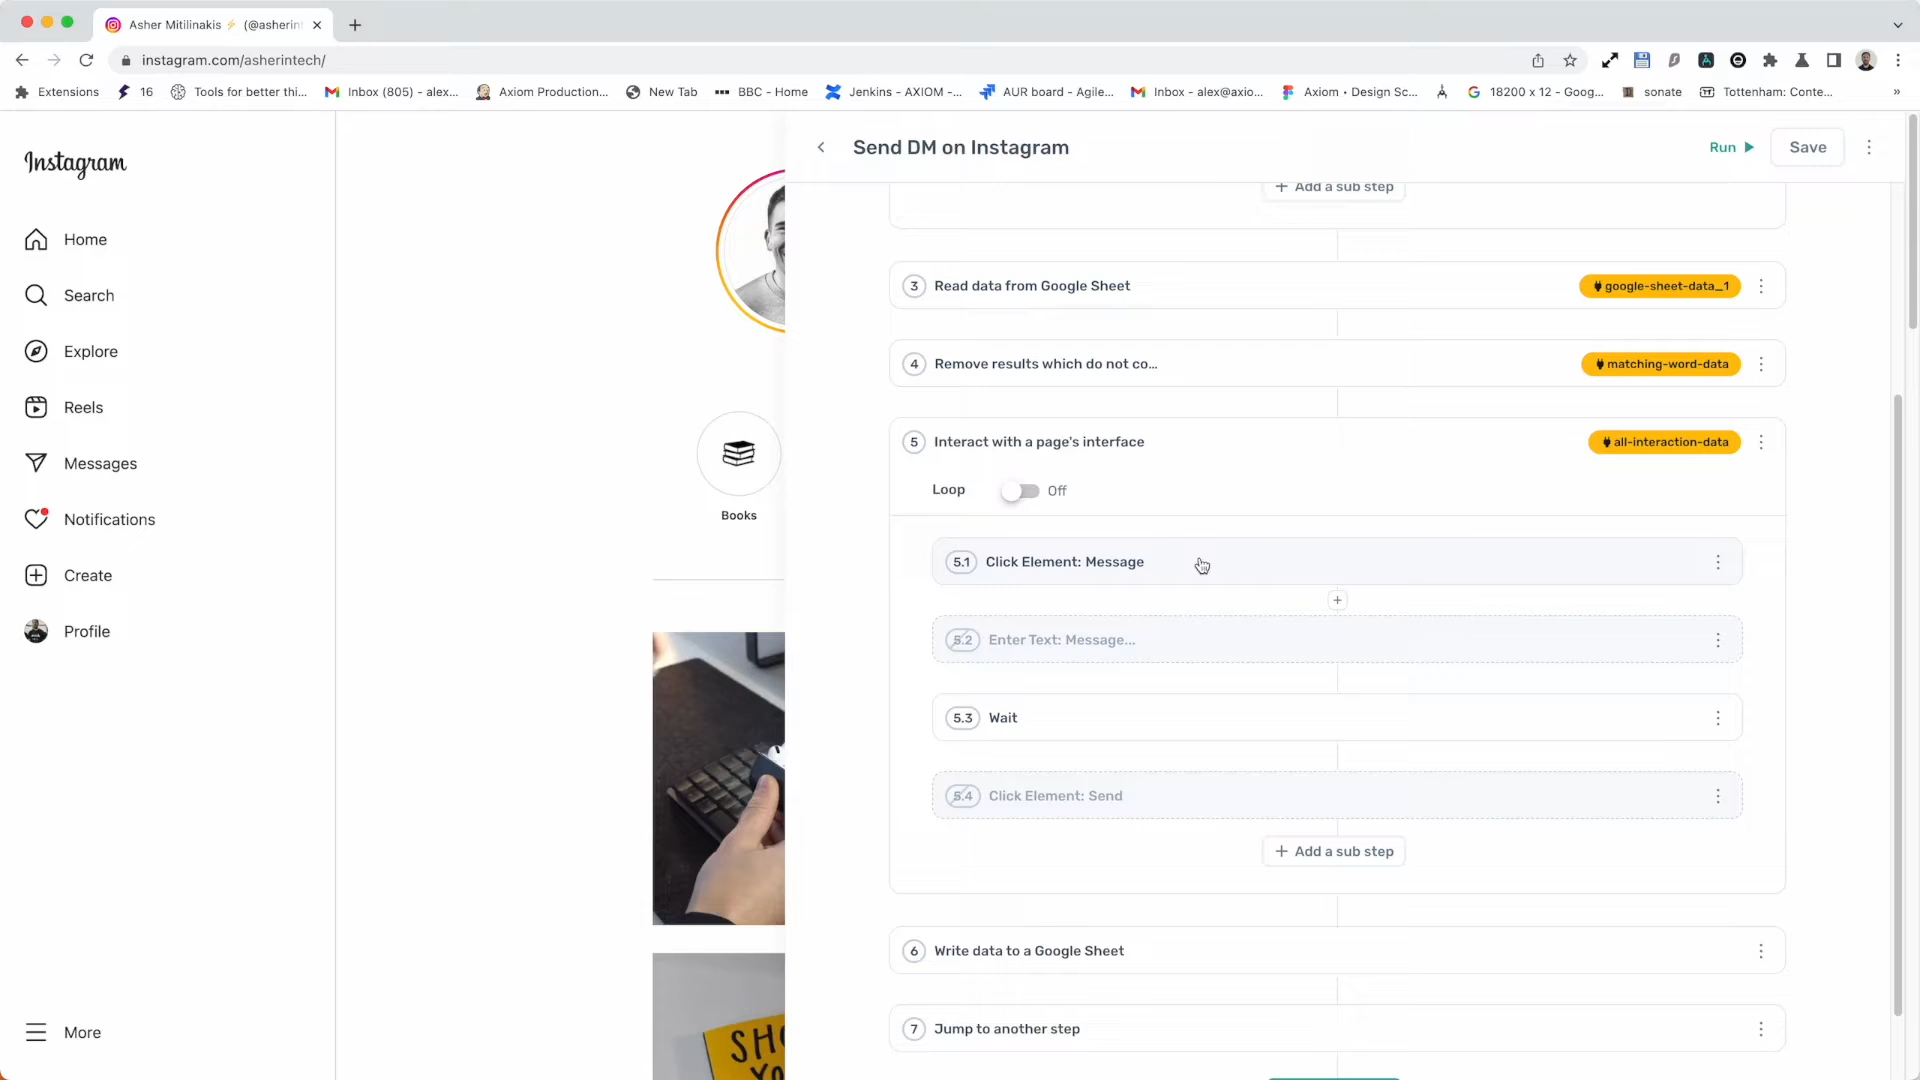 Asher Mitilinakis ⚡ (@asherin
instagram.com/asherintech/
Extensions
16
Tools for better thi...
Inbox (805) - alex...
Axiom Production...
New Tab
BBC - Home
Jenkins - AXIOM -...
AUR board - Agile...
Inbox - alex@axio...
Axiom • Design Sc...
18200 x 12 - Goog...
sonate
Tottenham: Conte...
»
Instagram
Home
Search
Explore
Reels
Messages
Notifications
Create
Profile
More
Books
SH
YO
Send DM on Instagram
Run
Save
+ Add a sub step
3 Read data from Google Sheet google-sheet-data_1
4 Remove results which do not co... matching-word-data
5 Interact with a page's interface all-interaction-data
Loop Off
5.1 Click Element: Message
+
5.2 Enter Text: Message...
5.3 Wait
5.4 Click Element: Send
+ Add a sub step
6 Write data to a Google Sheet
7 Jump to another step